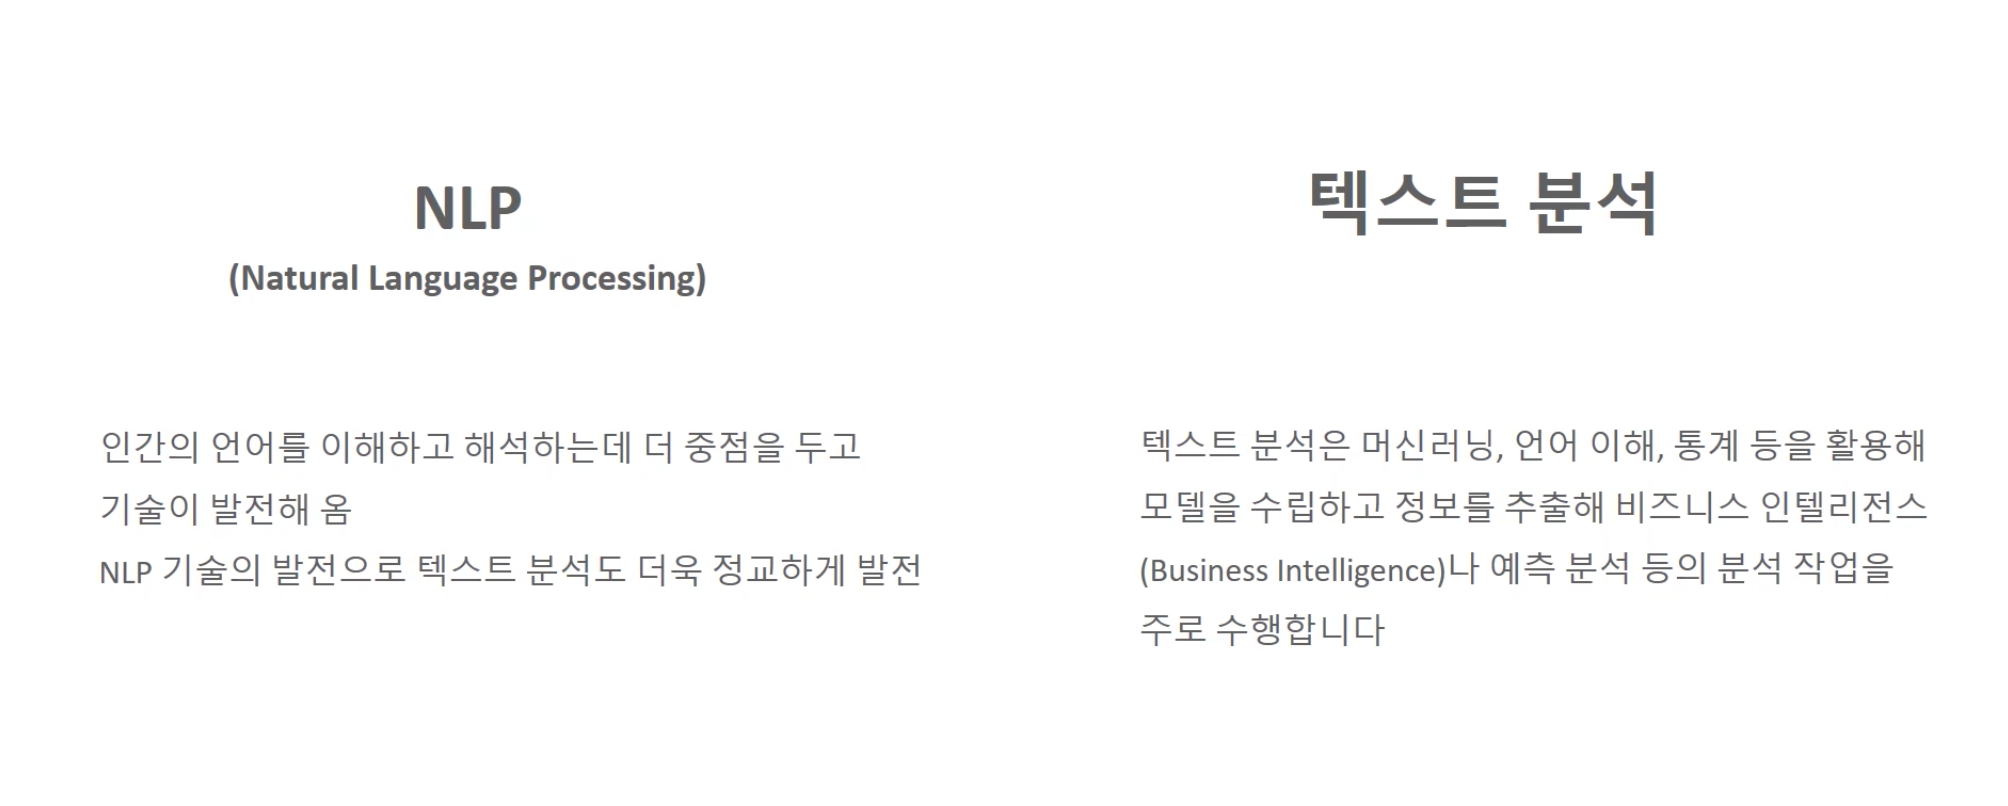 NLP
(Natural Language Processing)
인간의 언어를 이해하고 해석하는데 더 중점을 두고
기술이 발전해 옴
NLP 기술의 발전으로 텍스트 분석도 더욱 정교하게 발전
텍스트 분석
텍스트 분석은 머신러닝, 언어 이해, 통계 등을 활용해
모델을 수립하고 정보를 추출해 비즈니스 인텔리전스
(Business Intelligence)나 예측 분석 등의 분석 작업을
주로 수행합니다